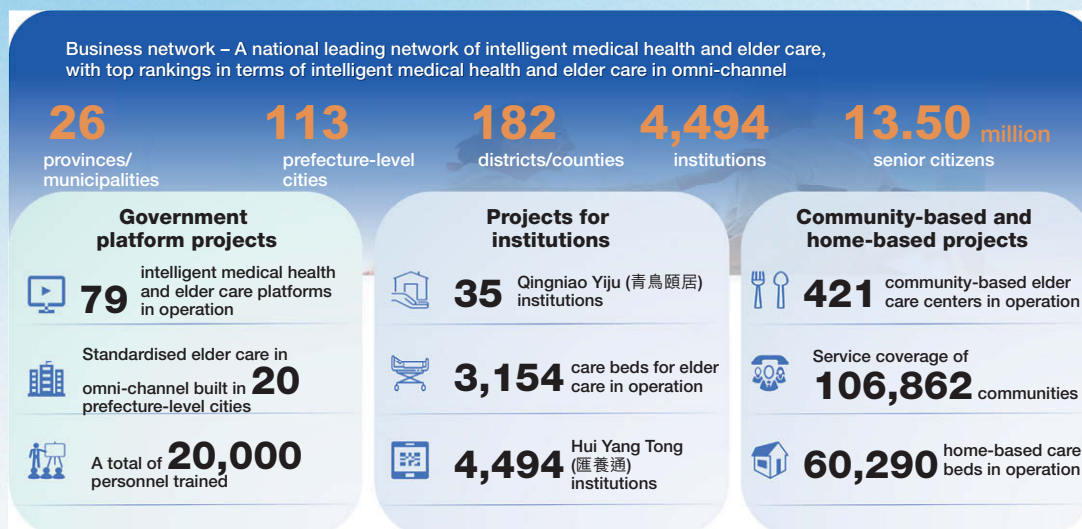 Business network – A national leading network of intelligent medical health and elder care,
with top rankings in terms of intelligent medical health and elder care in omni-channel
26
provinces/
municipalities
113
prefecture-level
cities
182
districts/counties
4,494
institutions
13.50 million
senior citizens
Government
platform projects
79 intelligent medical health
and elder care platforms
in operation
Standardised elder care in
omni-channel built in 20
prefecture-level cities
A total of 20,000
personnel trained
Projects for
institutions
35 Qingniao Yiju (青鳥頤居)
institutions
3,154 care beds for elder
care in operation
4,494 Hui Yang Tong
(匯養通)
institutions
Community-based and
home-based projects
421 community-based elder
care centers in operation
Service coverage of
106,862 communities
60,290 home-based care
beds in operation